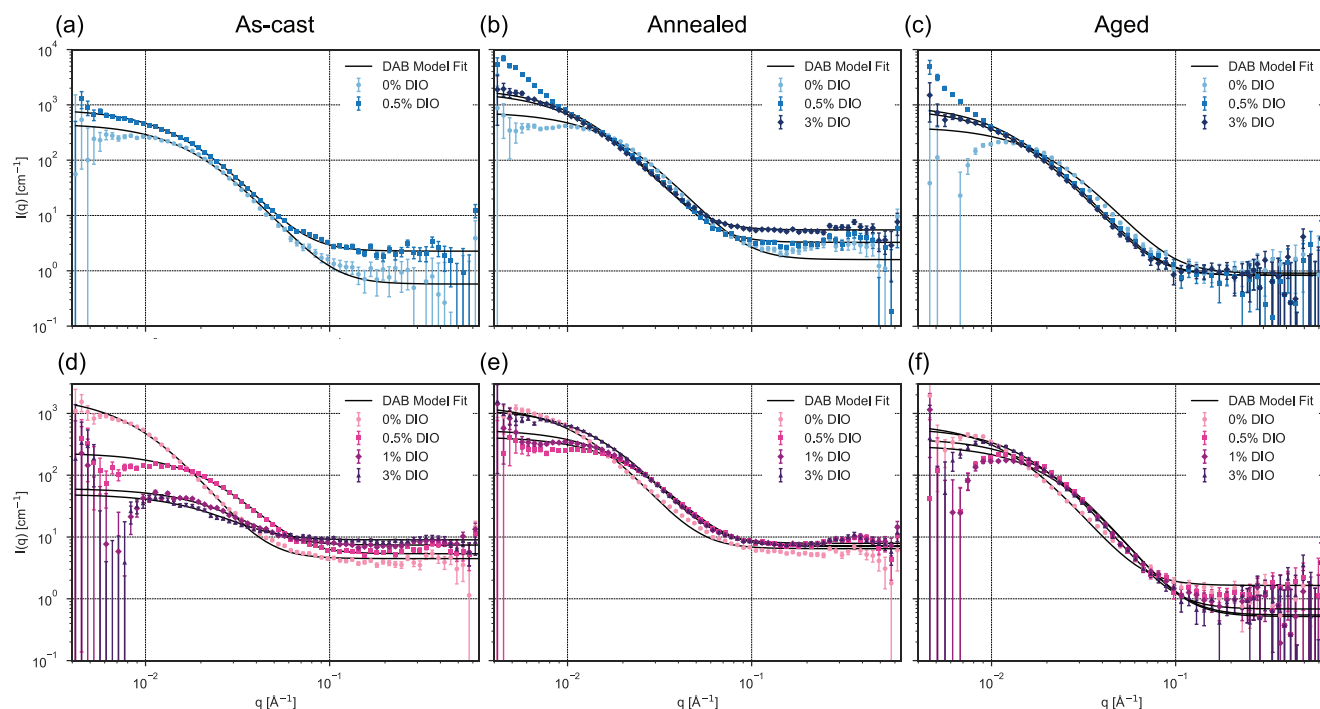 As-cast Annealed Aged
(a) (b) (c)
10⁴
10³
10²
10¹
10⁰
10⁻¹
I(q) [cm⁻¹]
DAB Model Fit
0% DIO
0.5% DIO
DAB Model Fit
0% DIO
0.5% DIO
3% DIO
DAB Model Fit
0% DIO
0.5% DIO
3% DIO
(d) (e) (f)
10³
10²
10¹
10⁰
10⁻¹
I(q) [cm⁻¹]
DAB Model Fit
0% DIO
0.5% DIO
1% DIO
3% DIO
DAB Model Fit
0% DIO
0.5% DIO
1% DIO
3% DIO
DAB Model Fit
0% DIO
0.5% DIO
1% DIO
3% DIO
10⁻² 10⁻¹ 10⁻² 10⁻¹ 10⁻² 10⁻¹
q [Å⁻¹] q [Å⁻¹] q [Å⁻¹]